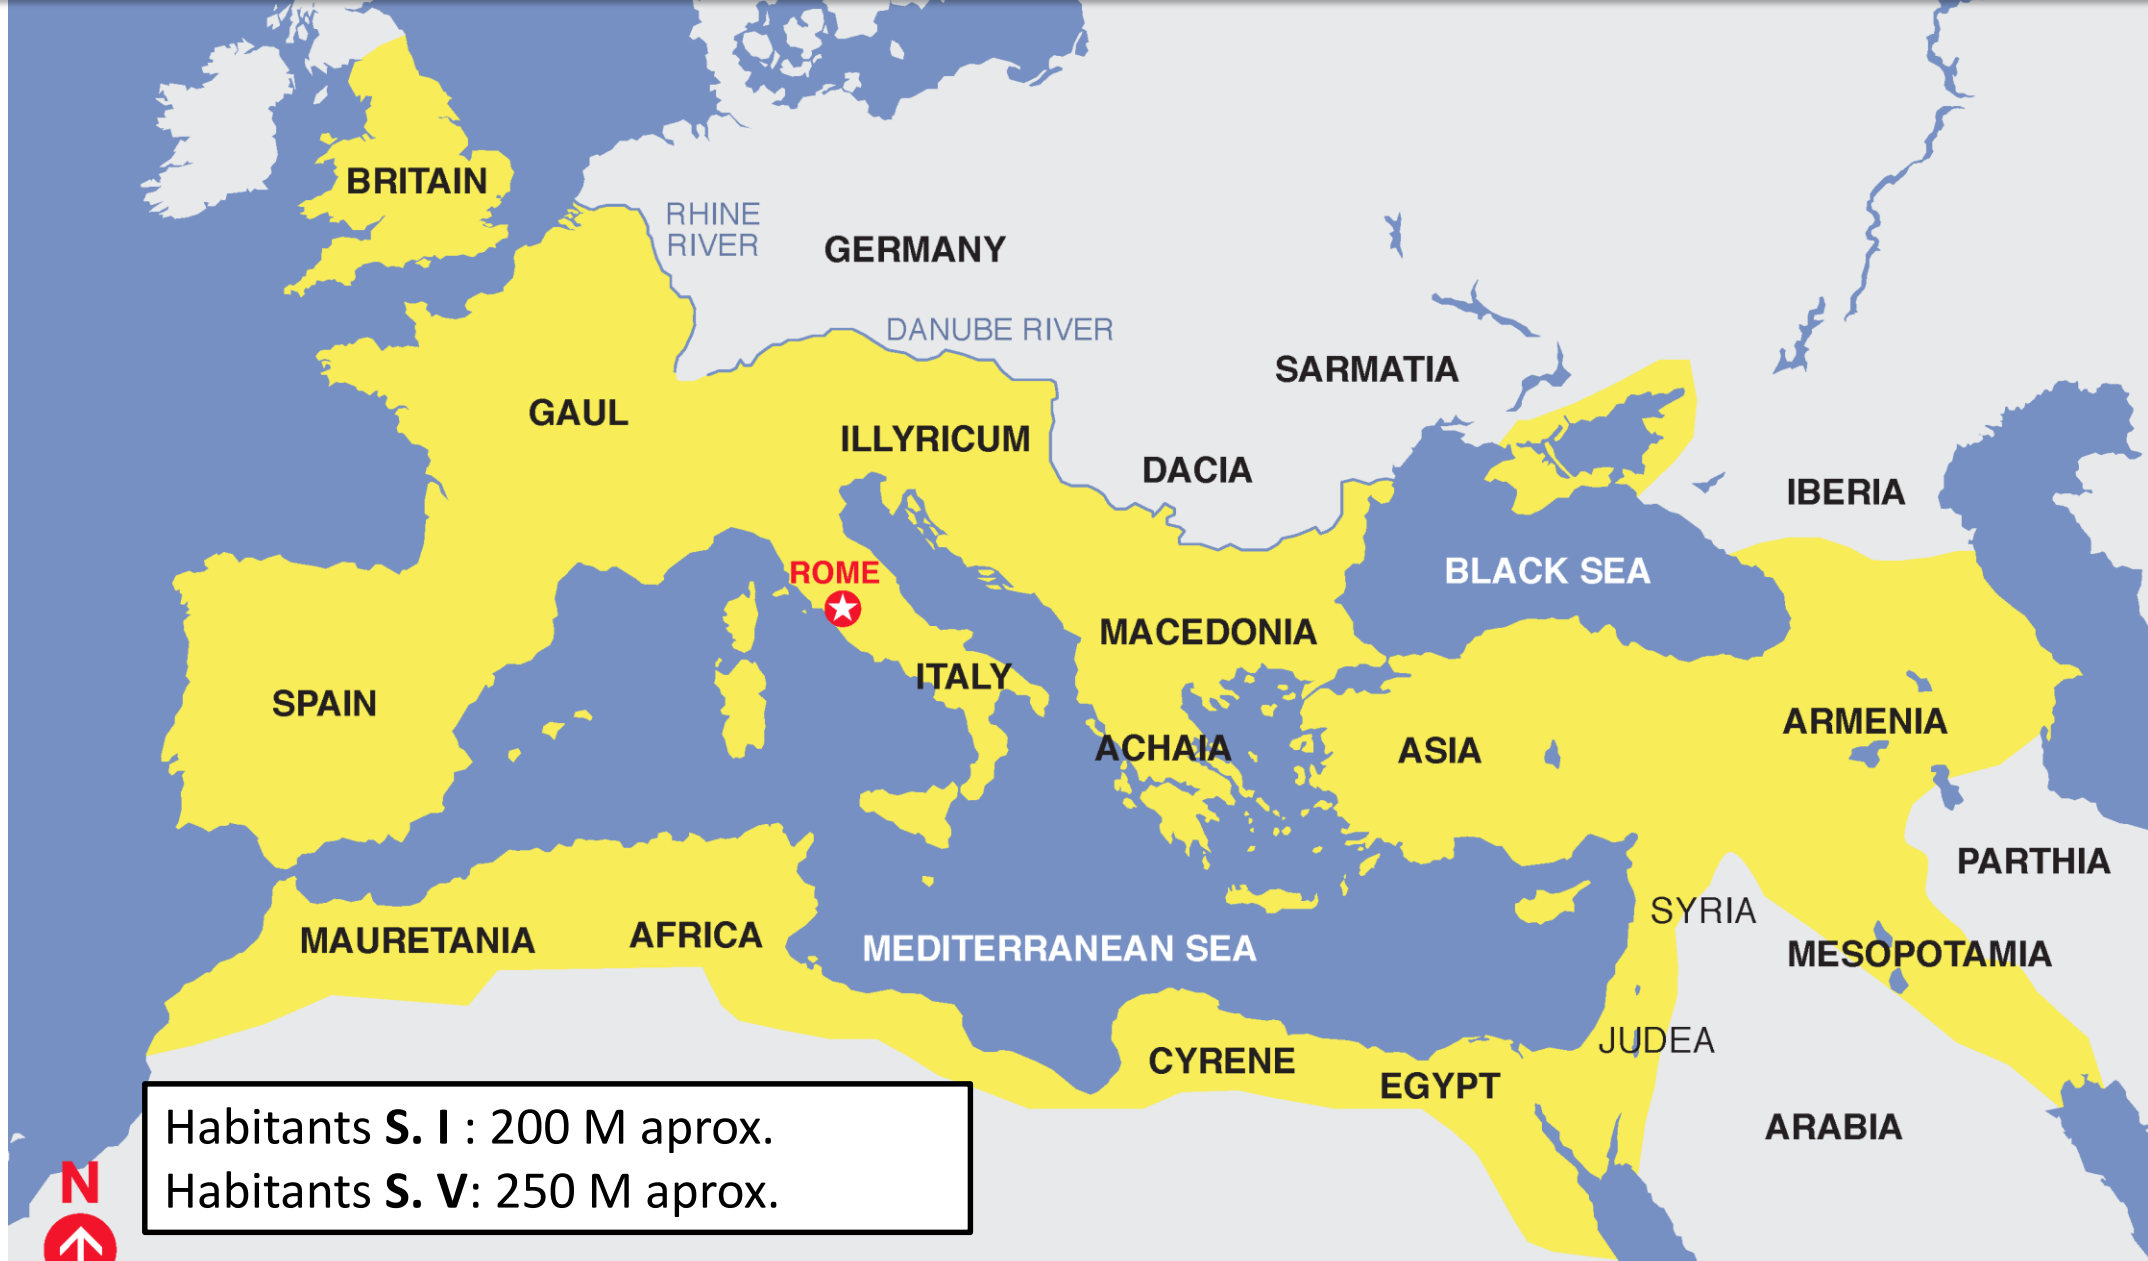 BRITAIN
RHINE
RIVER
GERMANY
DANUBE RIVER
SARMATIA
GAUL
ILLYRICUM
DACIA
IBERIA
BLACK SEA
ROME
MACEDONIA
ITALY
SPAIN
ACHAIA
ASIA
ARMENIA
PARTHIA
SYRIA
MAURETANIA
AFRICA
MEDITERRANEAN SEA
MESOPOTAMIA
JUDEA
CYRENE
EGYPT
ARABIA
Habitants S. I : 200 M aprox.
Habitants S. V: 250 M aprox.
N